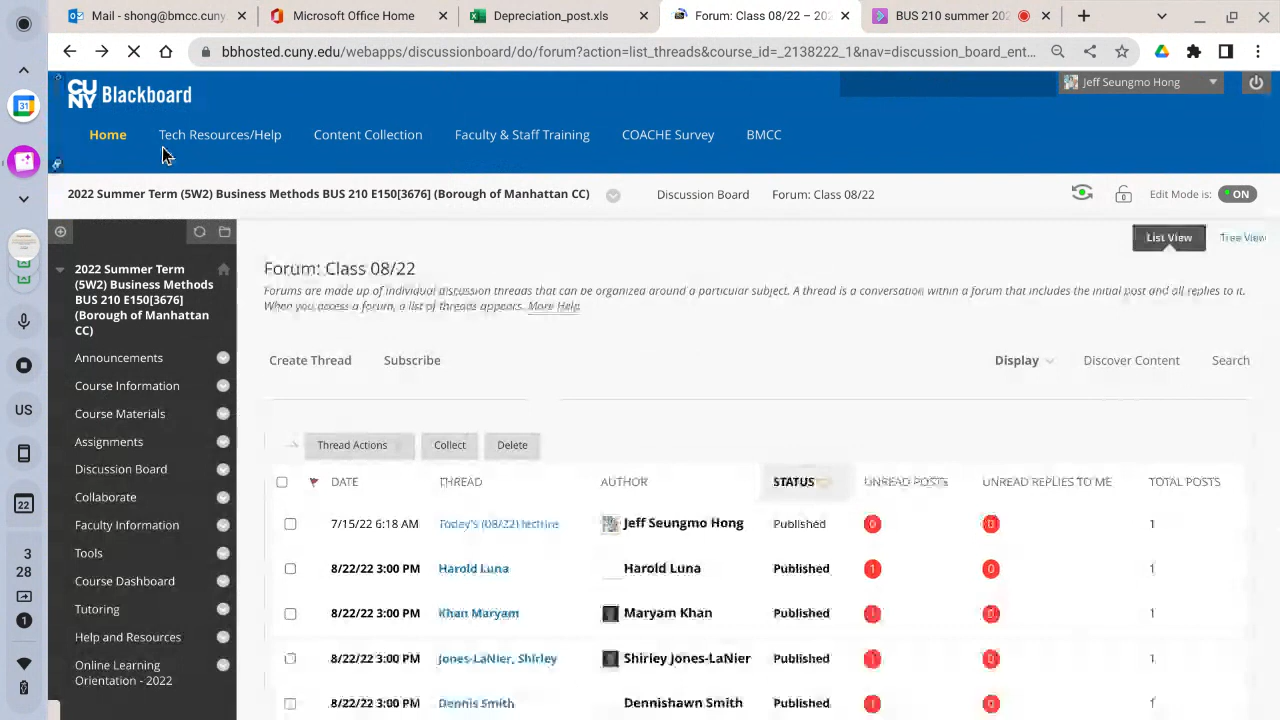 Mail - shong@bmcc.cuny.
Microsoft Office Home
Depreciation_post.xls
Forum: Class 08/22 – 202
BUS 210 summer 202
bbhosted.cuny.edu/webapps/discussionboard/do/forum?action=list_threads&course_id=_2138222_1&nav=discussion_board_ent...
CU
NY Blackboard
Jeff Seungmo Hong
Home
Tech Resources/Help
Content Collection
Faculty & Staff Training
COACHE Survey
BMCC
2022 Summer Term (5W2) Business Methods BUS 210 E150[3676] (Borough of Manhattan CC)
Discussion Board
Forum: Class 08/22
Edit Mode is:
ON
List View
Tree View
2022 Summer Term
(5W2) Business Methods
BUS 210 E150[3676]
(Borough of Manhattan
CC)
Announcements
Course Information
Course Materials
Assignments
Discussion Board
Collaborate
Faculty Information
Tools
Course Dashboard
Tutoring
Help and Resources
Online Learning
Orientation - 2022
Forum: Class 08/22
Forums are made up of individual discussion threads that can be organized around a particular subject. A thread is a conversation within a forum that includes the initial post and all replies to it.
When you access a forum, a list of threads appears. More Help
Create Thread
Subscribe
Display
Discover Content
Search
Thread Actions
Collect
Delete
DATE
THREAD
AUTHOR
STATUS
UNREAD POSTS
UNREAD REPLIES TO ME
TOTAL POSTS
7/15/22 6:18 AM
Today's (08/22) lecture
Jeff Seungmo Hong
Published
0
0
1
8/22/22 3:00 PM
Harold Luna
Harold Luna
Published
1
0
1
8/22/22 3:00 PM
Khan Maryam
Maryam Khan
Published
1
0
1
8/22/22 3:00 PM
Jones-LaNier, Shirley
Shirley Jones-LaNier
Published
1
0
1
8/22/22 3:00 PM
Dennis Smith
Dennishawn Smith
Published
1
0
1
31
US
22
3
28
1